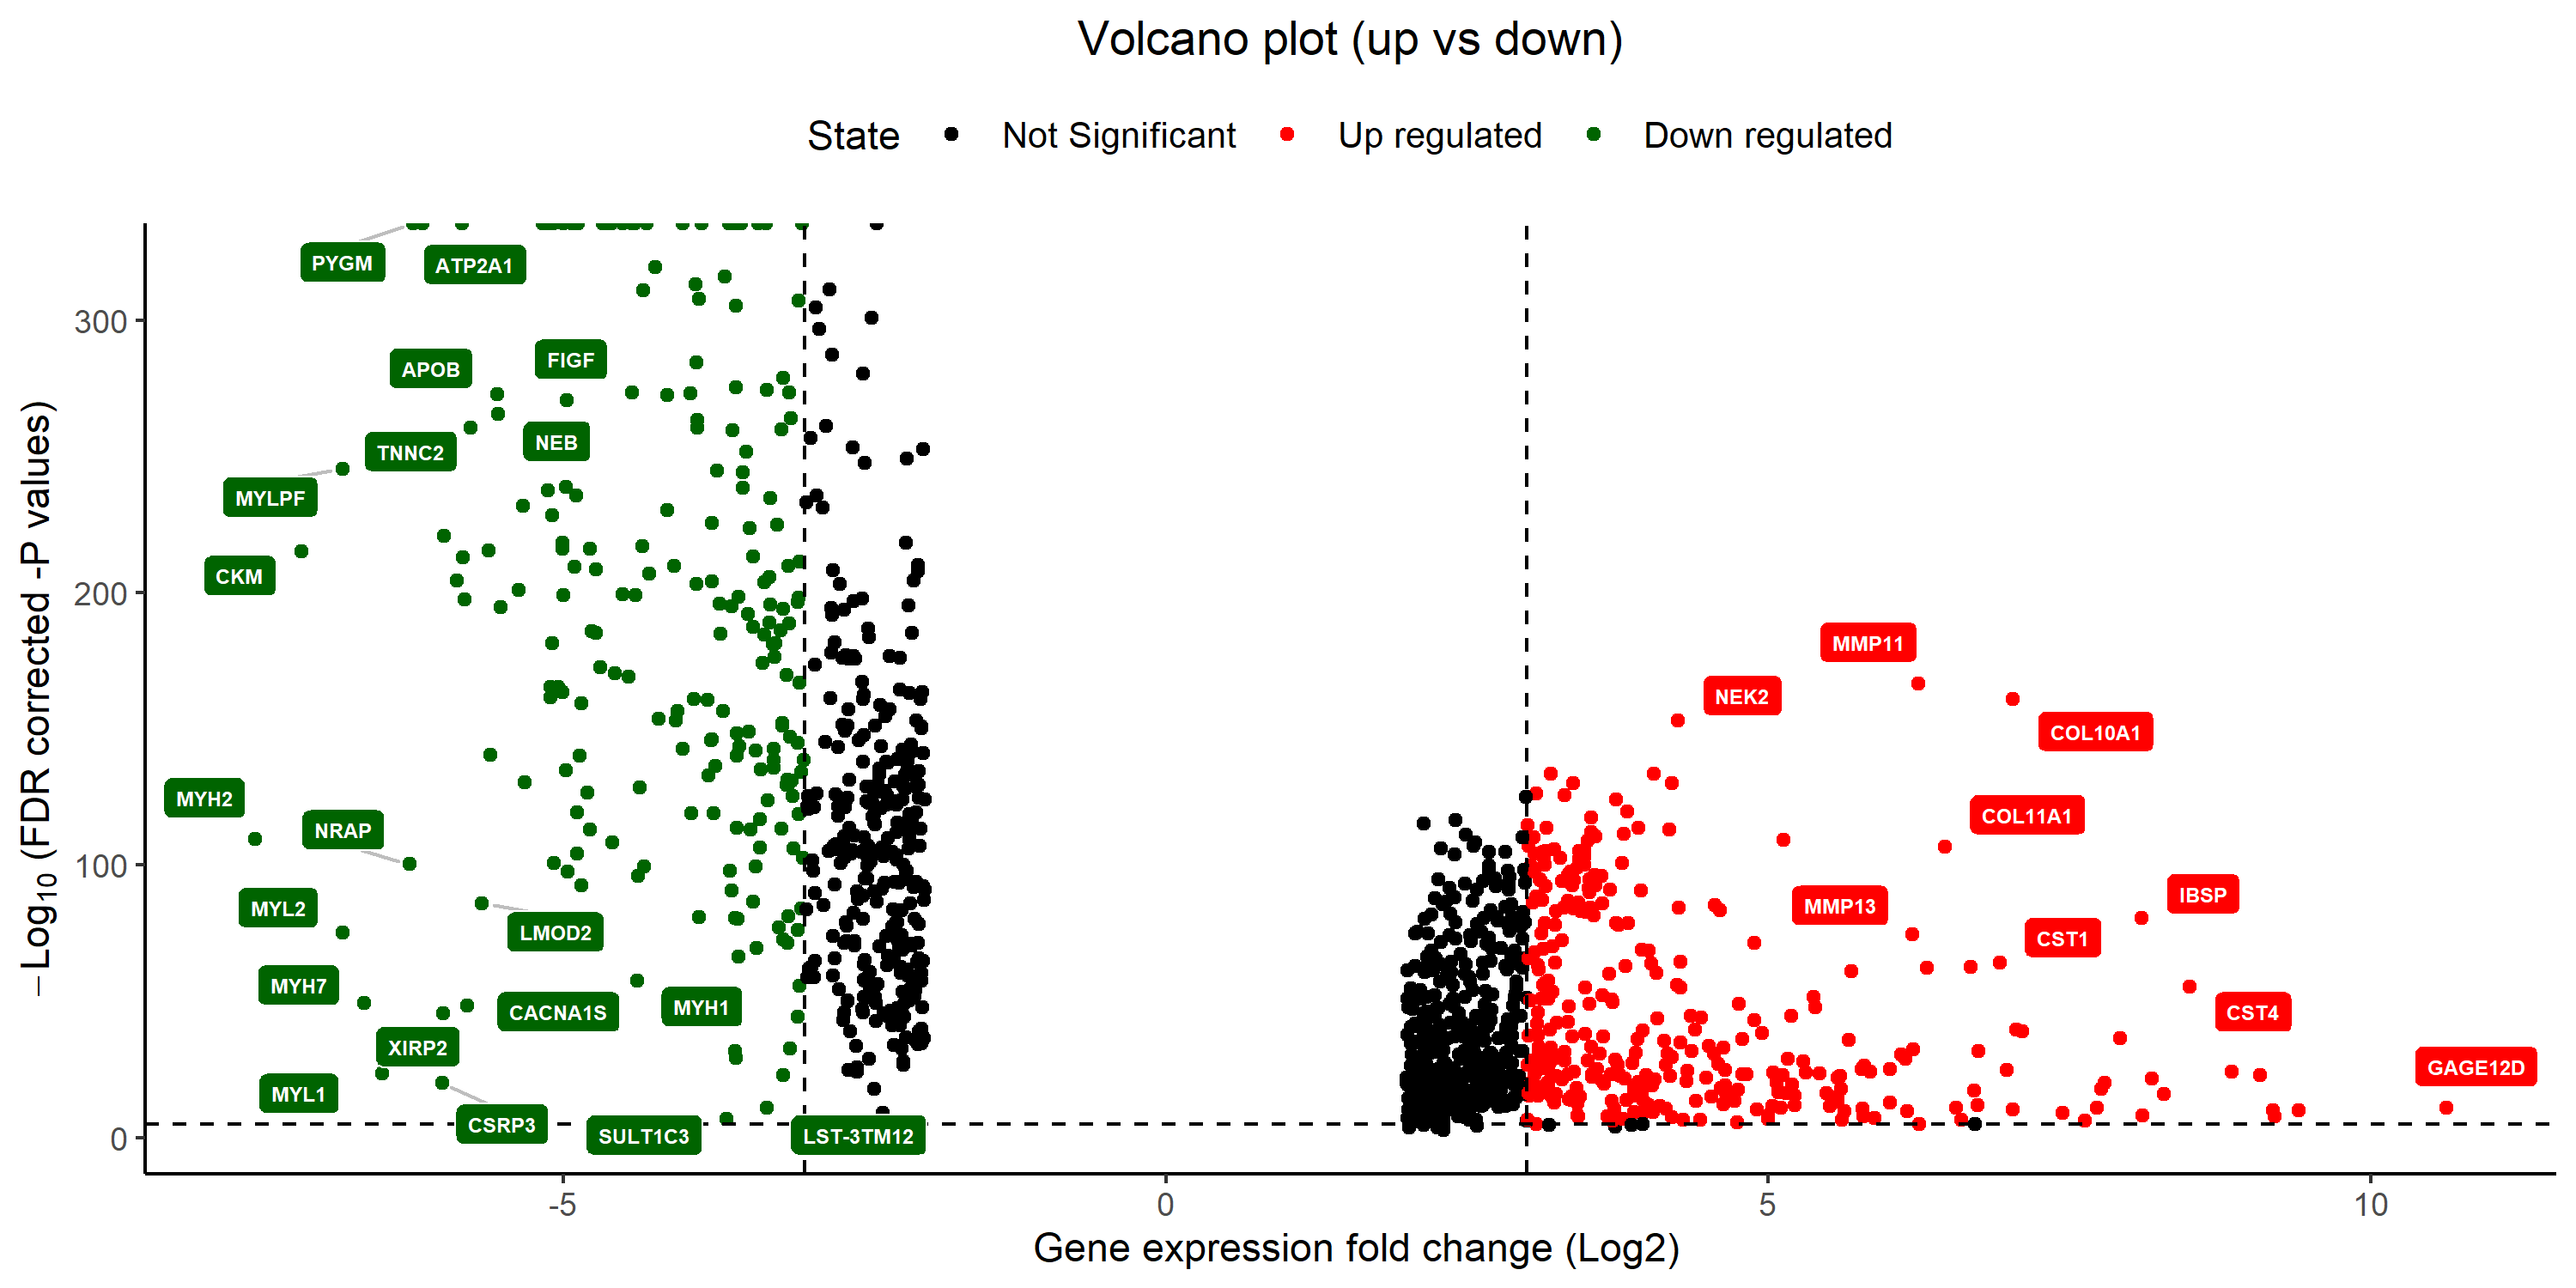 Volcano plot (up vs down)
State Not Significant Up regulated Down regulated
−Log10 (FDR corrected -P values)
300
200
100
0
PYGM
ATP2A1
APOB
FIGF
TNNC2
NEB
MYLPF
CKM
MMP11
NEK2
COL10A1
MYH2
NRAP
COL11A1
MYL2
LMOD2
MMP13
IBSP
CST1
MYH7
CACNA1S
MYH1
CST4
XIRP2
GAGE12D
MYL1
CSRP3
SULT1C3
LST-3TM12
-5
0
5
10
Gene expression fold change (Log2)